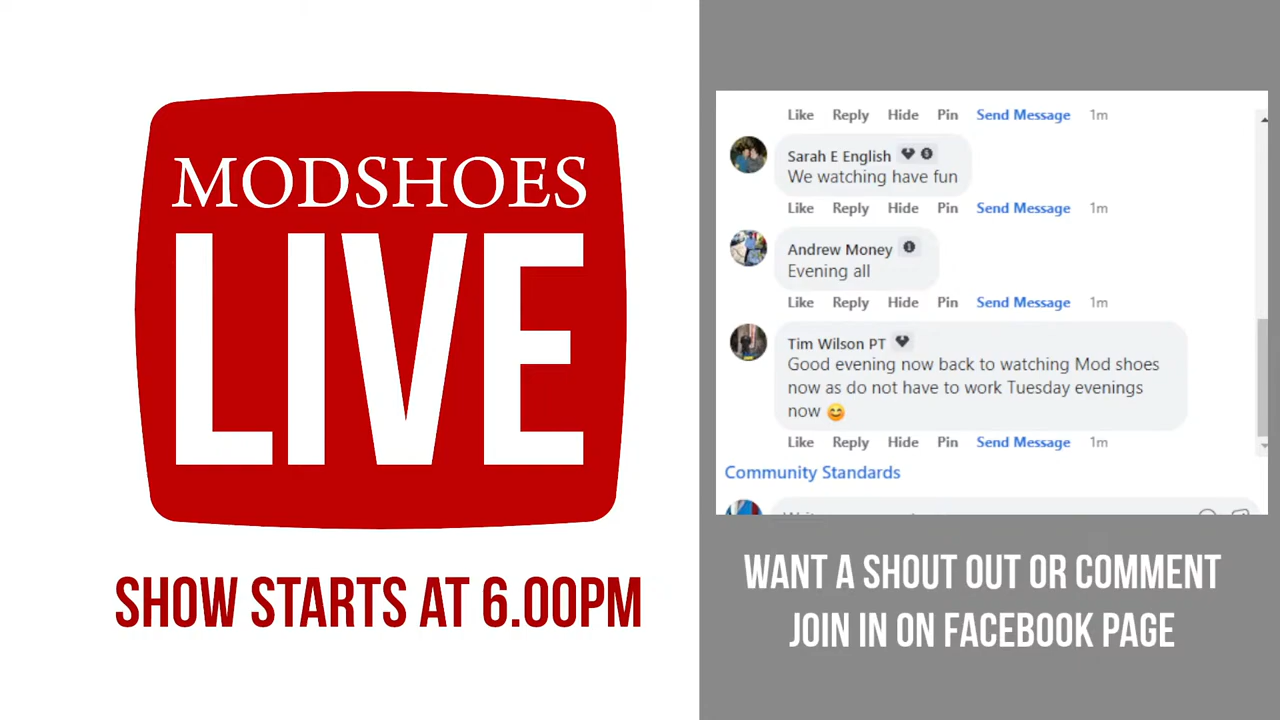 MODSHOES
LIVE
SHOW STARTS AT 6.00PM
Like Reply Hide Pin Send Message 1m
Sarah E English
We watching have fun
Like Reply Hide Pin Send Message 1m
Andrew Money
Evening all
Like Reply Hide Pin Send Message 1m
Tim Wilson PT
Good evening now back to watching Mod shoes
now as do not have to work Tuesday evenings
now 😊
Like Reply Hide Pin Send Message 1m
Community Standards
WANT A SHOUT OUT OR COMMENT
JOIN IN ON FACEBOOK PAGE